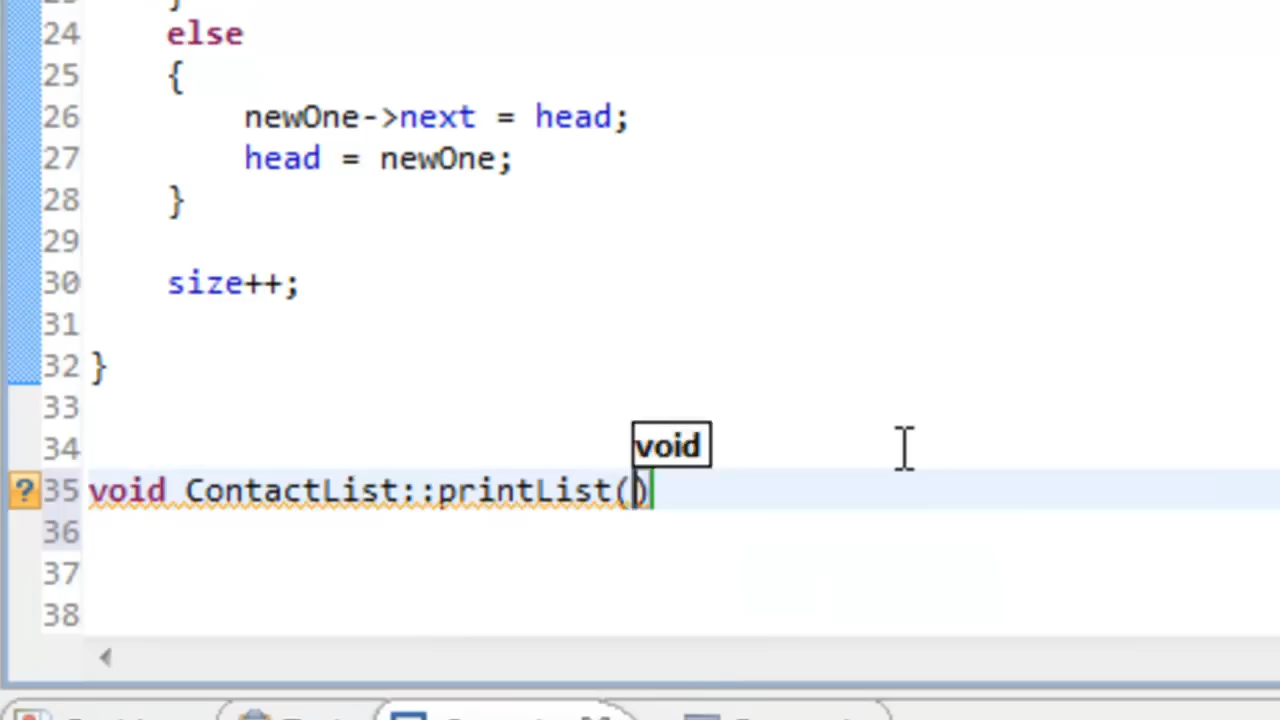 24 else
25 {
26 newOne->next = head;
27 head = newOne;
28 }
29
30 size++;
31
32 }
33
34
void
35 void ContactList::printList()
36
37
38